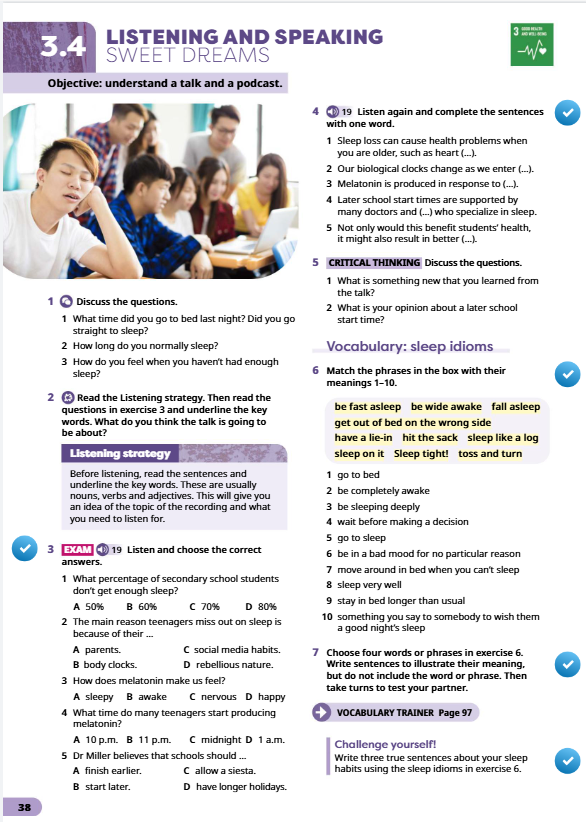 3.4
LISTENING AND SPEAKING
SWEET DREAMS
3 GOOD HEALTH
AND WELL-BEING
Objective: understand a talk and a podcast.
1 Discuss the questions.
1 What time did you go to bed last night? Did you go
straight to sleep?
2 How long do you normally sleep?
3 How do you feel when you haven't had enough
sleep?
2 Read the Listening strategy. Then read the
questions in exercise 3 and underline the key
words. What do you think the talk is going to
be about?
Listening strategy
Before listening, read the sentences and
underline the key words. These are usually
nouns, verbs and adjectives. This will give you
an idea of the topic of the recording and what
you need to listen for.
3 EXAM 19 Listen and choose the correct
answers.
1 What percentage of secondary school students
don't get enough sleep?
A 50% B 60% C 70% D 80%
2 The main reason teenagers miss out on sleep is
because of their ...
A parents. C social media habits.
B body clocks. D rebellious nature.
3 How does melatonin make us feel?
A sleepy B awake C nervous D happy
4 What time do many teenagers start producing
melatonin?
A 10 p.m. B 11 p.m. C midnight D 1 a.m.
5 Dr Miller believes that schools should ...
A finish earlier. C allow a siesta.
B start later. D have longer holidays.
38
4 19 Listen again and complete the sentences
with one word.
1 Sleep loss can cause health problems when
you are older, such as heart (...).
2 Our biological clocks change as we enter (...).
3 Melatonin is produced in response to (...).
4 Later school start times are supported by
many doctors and (...) who specialize in sleep.
5 Not only would this benefit students' health,
it might also result in better (...).
5 CRITICAL THINKING Discuss the questions.
1 What is something new that you learned from
the talk?
2 What is your opinion about a later school
start time?
Vocabulary: sleep idioms
6 Match the phrases in the box with their
meanings 1–10.
be fast asleep be wide awake fall asleep
get out of bed on the wrong side
have a lie-in hit the sack sleep like a log
sleep on it Sleep tight! toss and turn
1 go to bed
2 be completely awake
3 be sleeping deeply
4 wait before making a decision
5 go to sleep
6 be in a bad mood for no particular reason
7 move around in bed when you can't sleep
8 sleep very well
9 stay in bed longer than usual
10 something you say to somebody to wish them
a good night's sleep
7 Choose four words or phrases in exercise 6.
Write sentences to illustrate their meaning,
but do not include the word or phrase. Then
take turns to test your partner.
VOCABULARY TRAINER Page 97
Challenge yourself!
Write three true sentences about your sleep
habits using the sleep idioms in exercise 6.